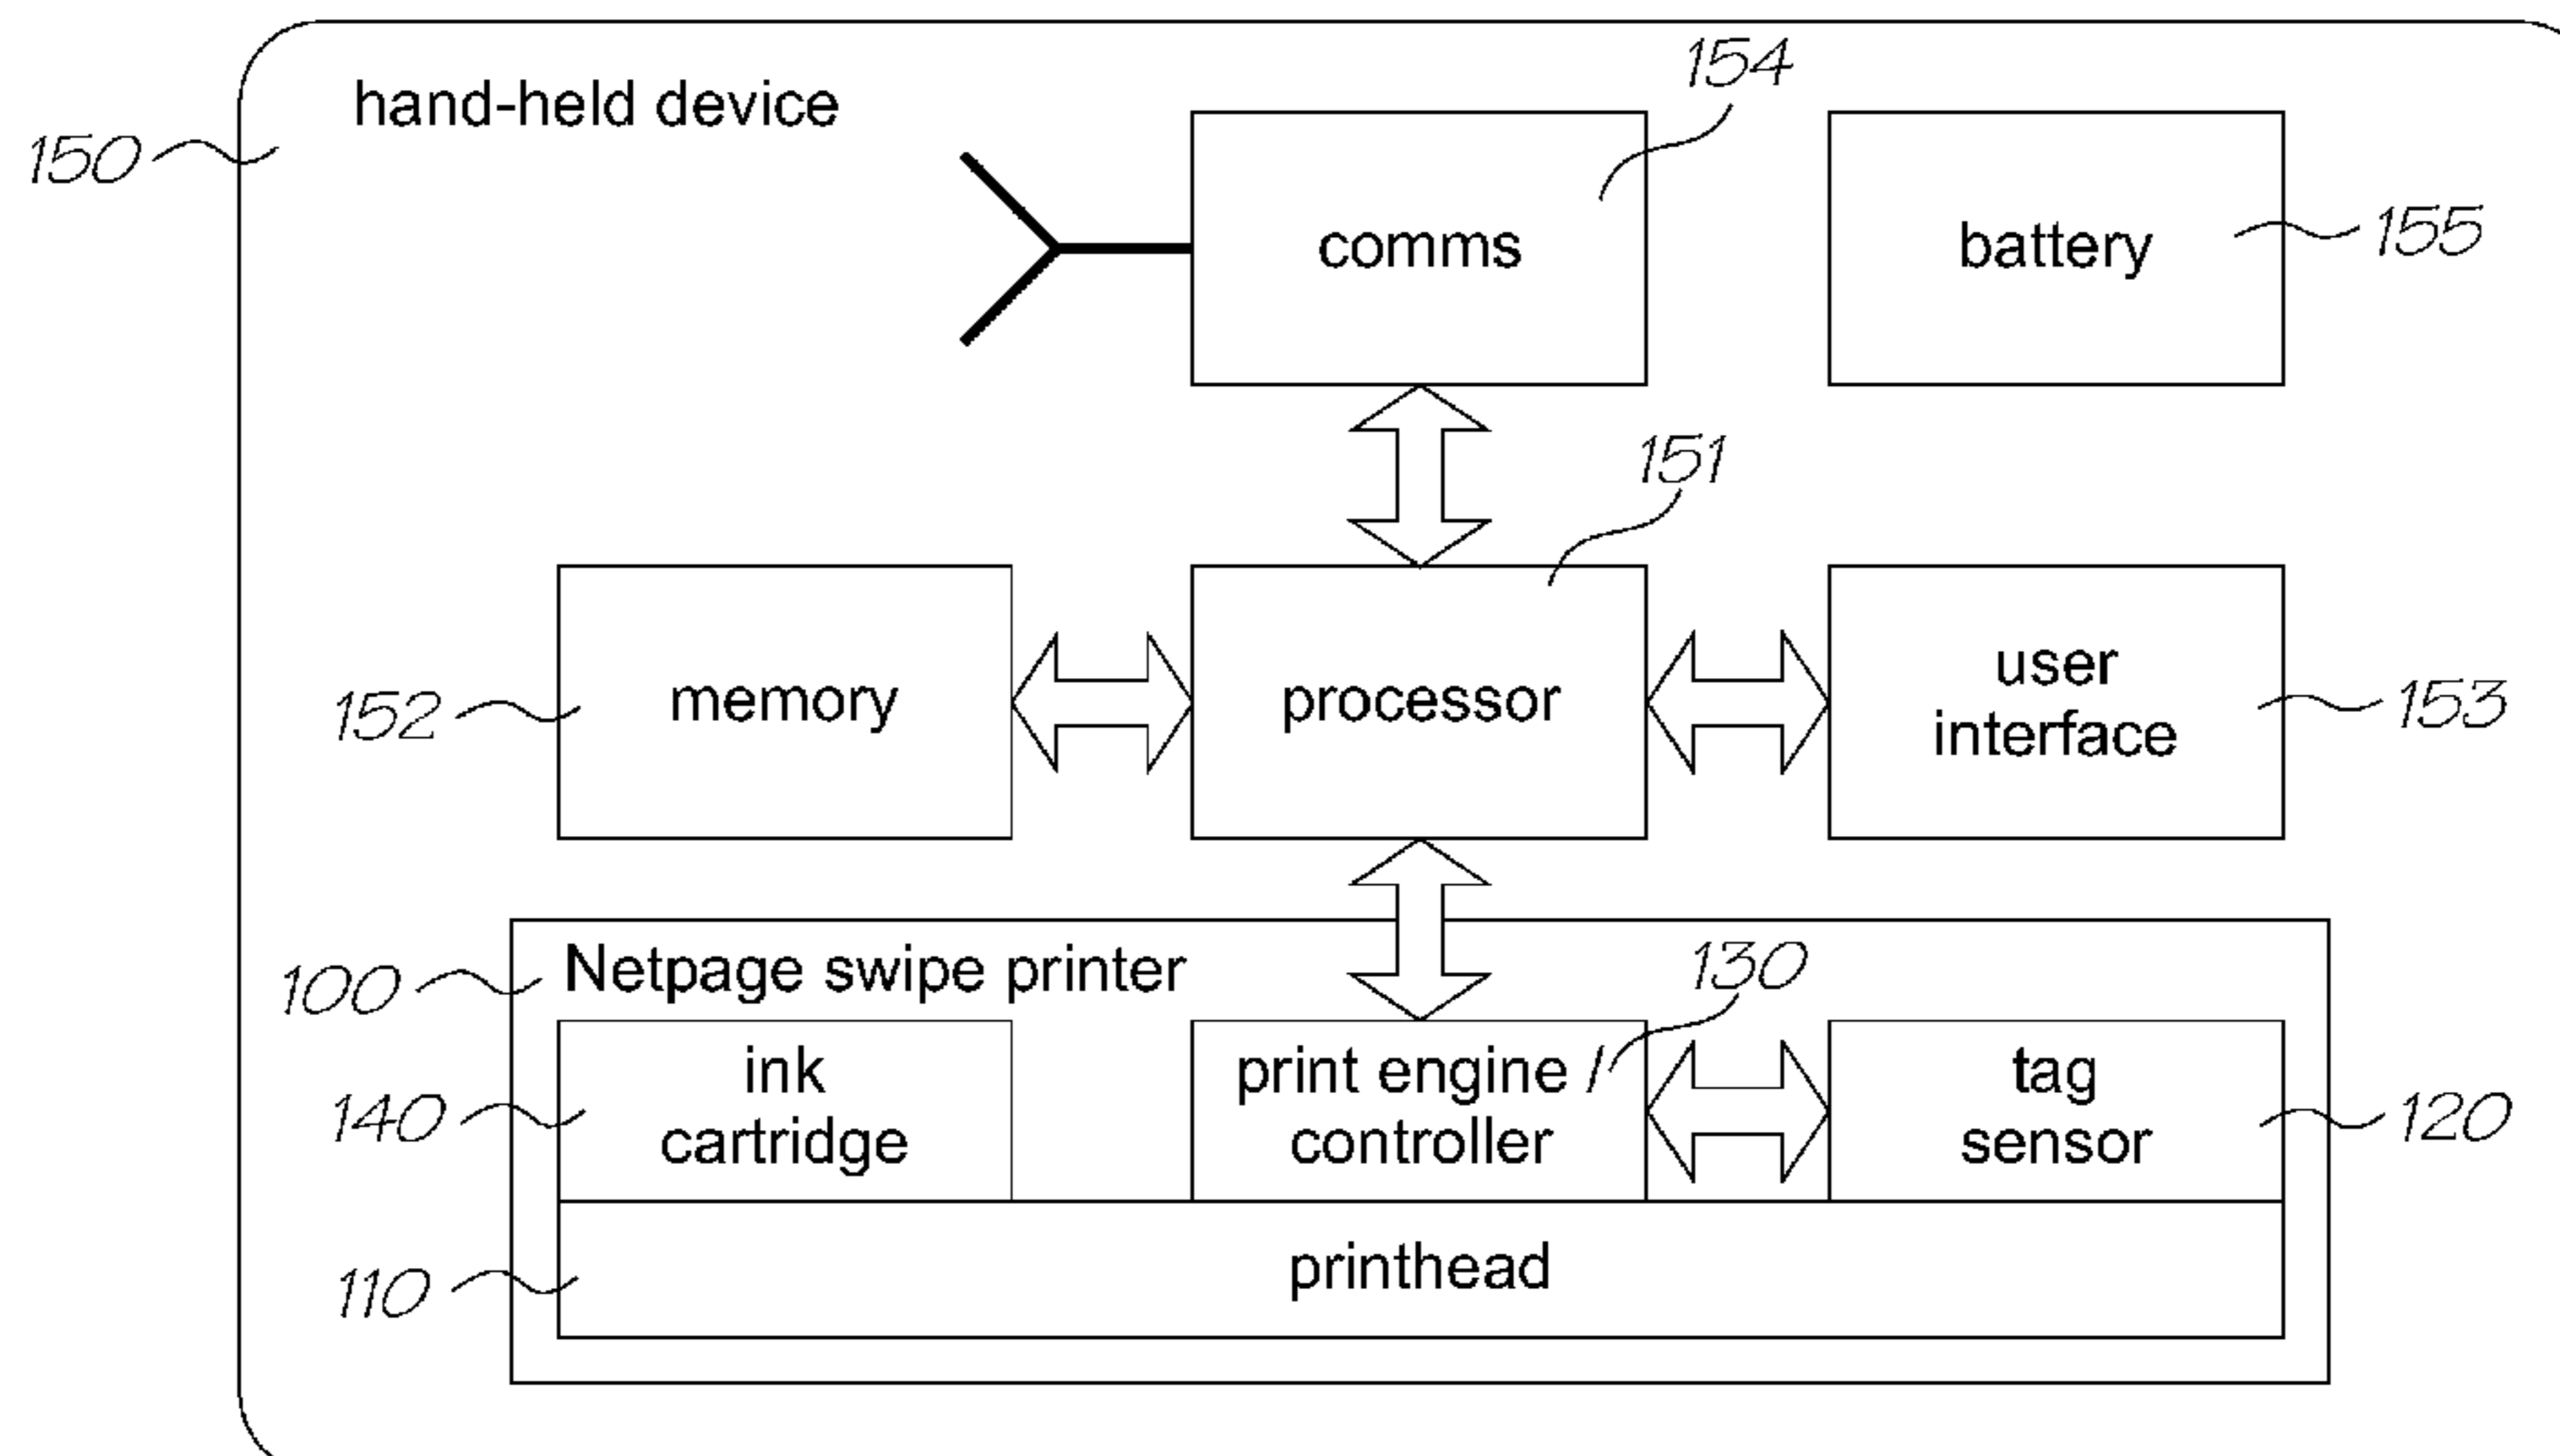 154
hand-held device
150
comms
battery
155
151
memory
processor
user
interface
152
153
100
Netpage swipe printer
130
ink
cartridge
print engine /
controller
tag
sensor
140
120
110
printhead